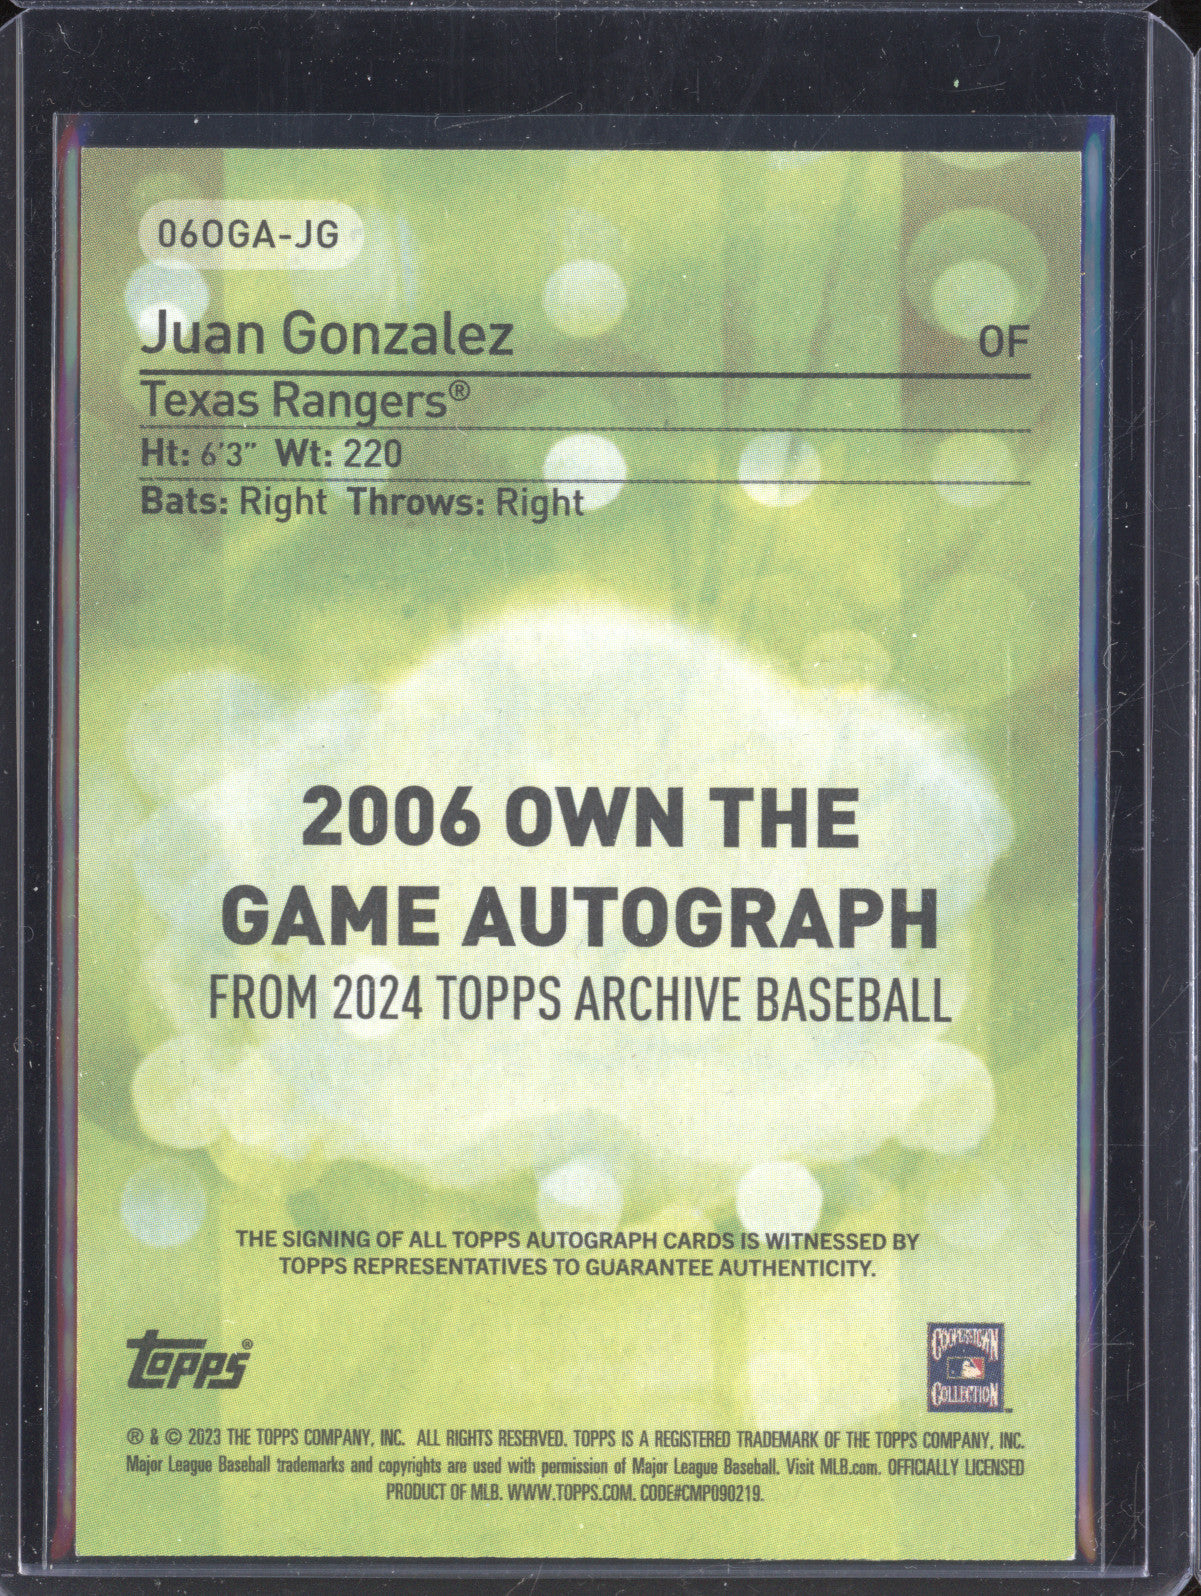 06OGA-JG
Juan Gonzalez OF
Texas Rangers®
Ht: 6'3" Wt: 220
Bats: Right Throws: Right
2006 OWN THE
GAME AUTOGRAPH
FROM 2024 TOPPS ARCHIVE BASEBALL
THE SIGNING OF ALL TOPPS AUTOGRAPH CARDS IS WITNESSED BY
TOPPS REPRESENTATIVES TO GUARANTEE AUTHENTICITY.
topps®
COOPERSTOWN
COLLECTION™
® & © 2023 THE TOPPS COMPANY, INC. ALL RIGHTS RESERVED. TOPPS IS A REGISTERED TRADEMARK OF THE TOPPS COMPANY, INC.
Major League Baseball trademarks and copyrights are used with permission of Major League Baseball. Visit MLB.com. OFFICIALLY LICENSED
PRODUCT OF MLB. WWW.TOPPS.COM. CODE#CMP090219.